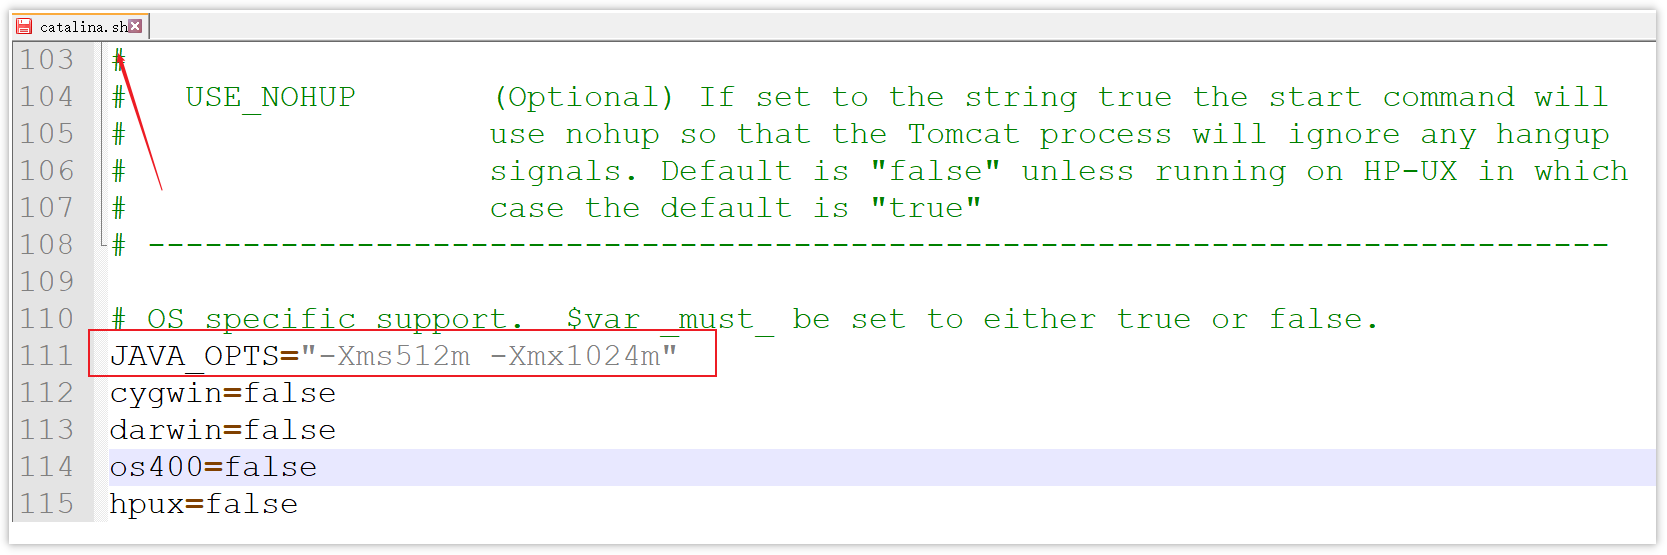 catalina.sh
103 #
104 # USE_NOHUP (Optional) If set to the string true the start command will
105 # use nohup so that the Tomcat process will ignore any hangup
106 # signals. Default is "false" unless running on HP-UX in which
107 # case the default is "true"
108 # -----------------------------------------------------------------------------
109
110 # OS specific support. $var _must_ be set to either true or false.
111 JAVA_OPTS="-Xms512m -Xmx1024m"
112 cygwin=false
113 darwin=false
114 os400=false
115 hpux=false